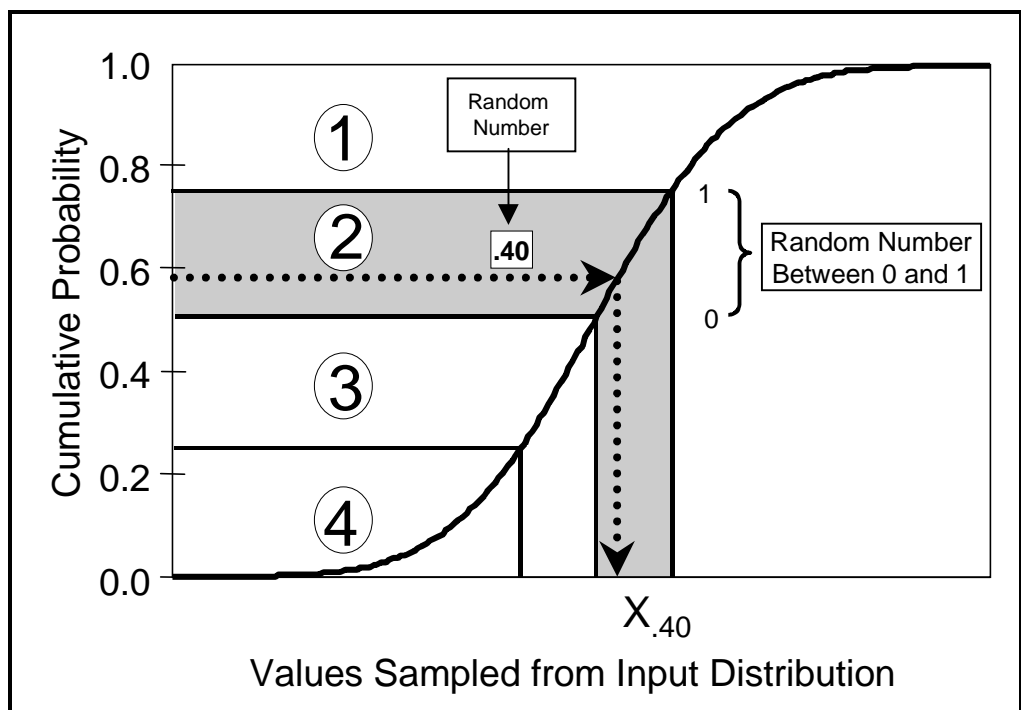 Cumulative Probability
1.0
0.8
0.6
0.4
0.2
0.0
1
2
3
4
Random
Number
.40
1
0
Random Number
Between 0 and 1
X.40
Values Sampled from Input Distribution